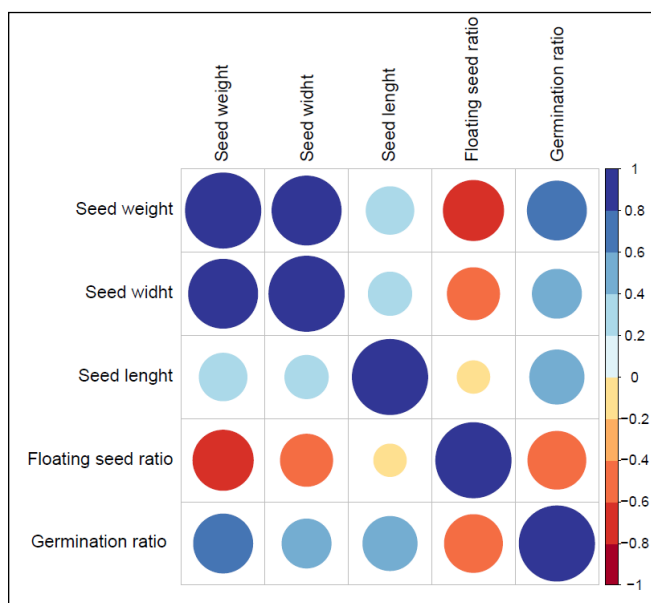 Seed weight
Seed widht
Seed lenght
Floating seed ratio
Germination ratio
Seed weight
Seed widht
Seed lenght
Floating seed ratio
Germination ratio
1
0.8
0.6
0.4
0.2
0
−0.2
−0.4
−0.6
−0.8
−1